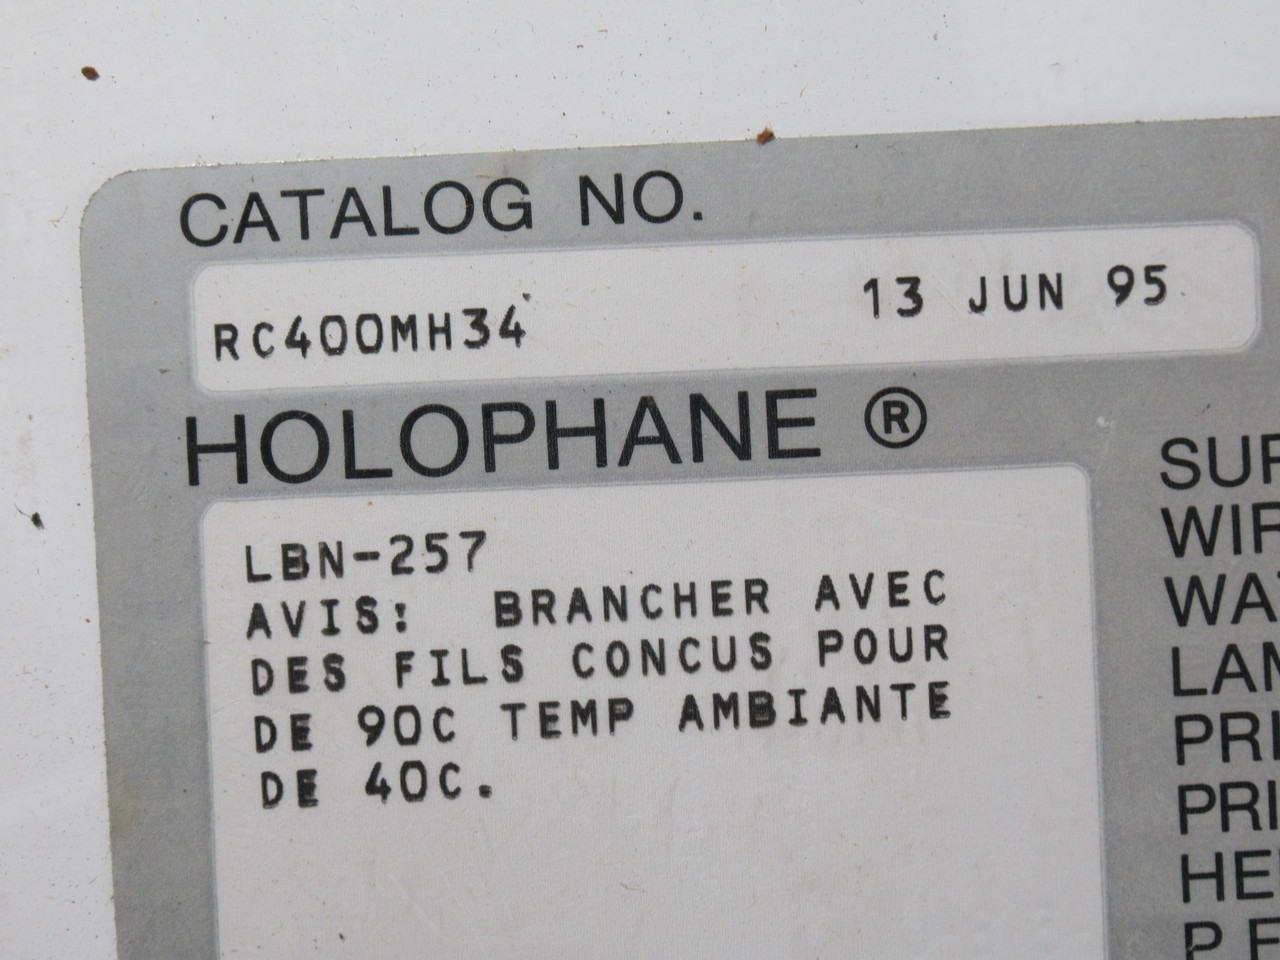 CATALOG NO.
RC400MH34 13 JUN 95
HOLOPHANE ®
LBN-257
AVIS: BRANCHER AVEC
DES FILS CONCUS POUR
DE 90C TEMP AMBIANTE
DE 40C.